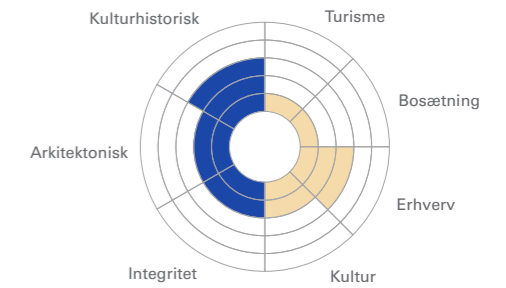 Kulturhistorisk
Turisme
Bosætning
Arkitektonisk
Erhverv
Integritet
Kultur